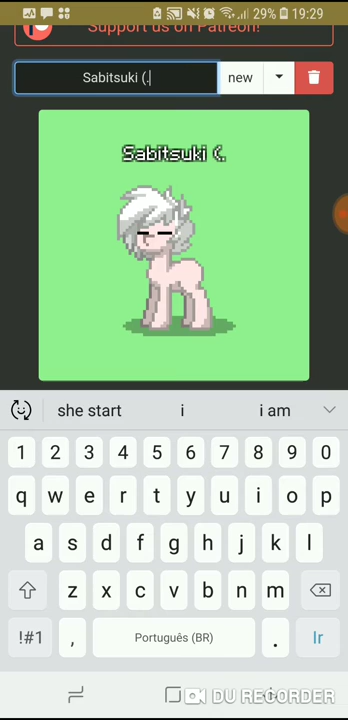 29% 19:29
Support us on Patreon!
Sabitsuki (. new
Sabitsuki (.
she start i i am
1 2 3 4 5 6 7 8 9 0
q w e r t y u i o p
a s d f g h j k l
z x c v b n m
!#1 , Português (BR) . Ir
DU RECORDER